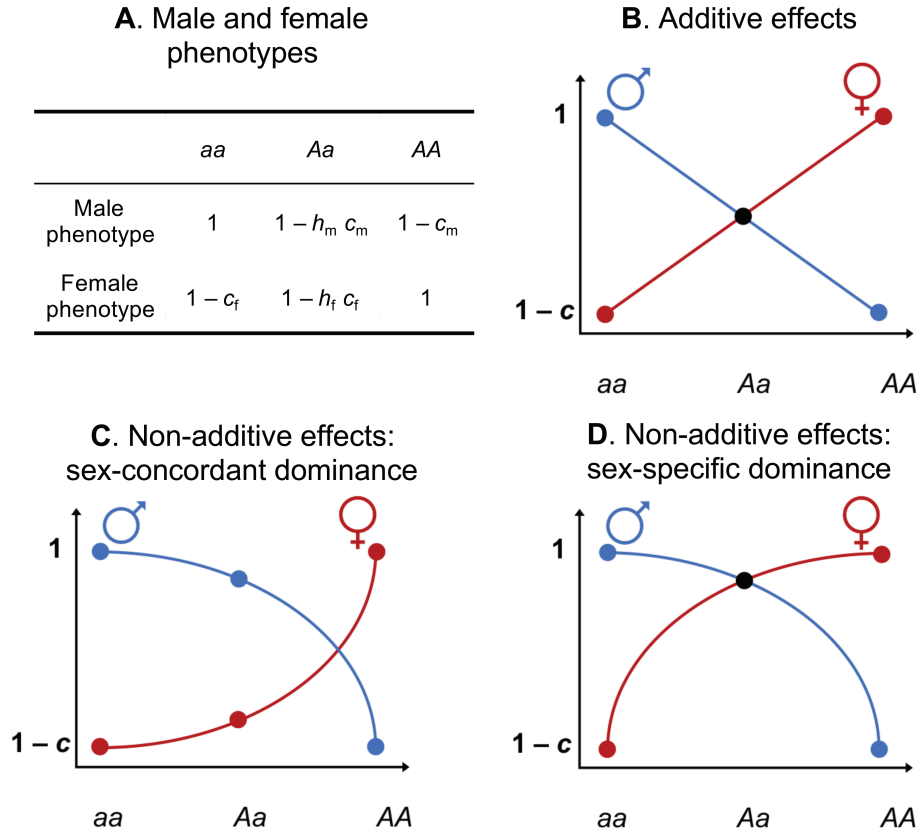 A. Male and female
phenotypes
aa Aa AA
Male
phenotype
1 1 – hm cm 1 – cm
Female
phenotype
1 – cf 1 – hf cf 1
B. Additive effects
♂ ♀
1
1 – c
aa Aa AA
C. Non-additive effects:
sex-concordant dominance
♂ ♀
1
1 – c
aa Aa AA
D. Non-additive effects:
sex-specific dominance
♂ ♀
1
1 – c
aa Aa AA